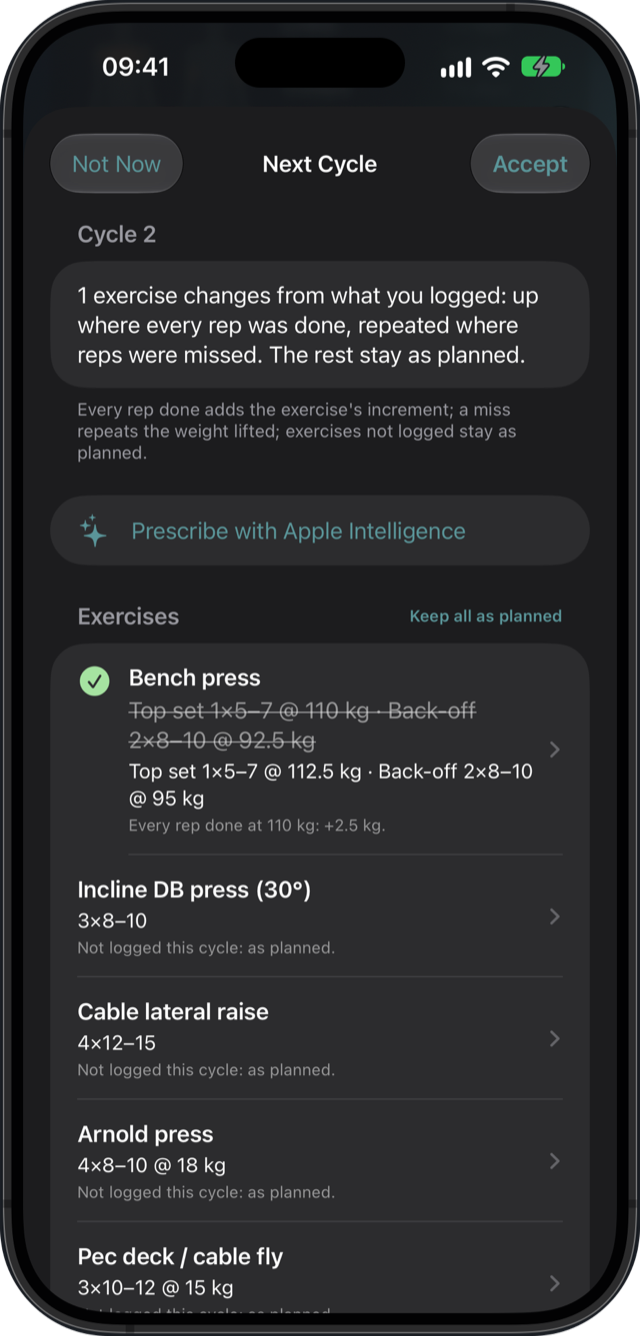 09:41
Not Now
Next Cycle
Accept
Cycle 2
1 exercise changes from what you logged: up
where every rep was done, repeated where
reps were missed. The rest stay as planned.
Every rep done adds the exercise's increment; a miss
repeats the weight lifted; exercises not logged stay as
planned.
Prescribe with Apple Intelligence
Exercises
Keep all as planned
Bench press
Top set 1×5–7 @ 110 kg · Back-off
2×8–10 @ 92.5 kg
Top set 1×5–7 @ 112.5 kg · Back-off 2×8–10
@ 95 kg
Every rep done at 110 kg: +2.5 kg.
Incline DB press (30°)
3×8–10
Not logged this cycle: as planned.
Cable lateral raise
4×12–15
Not logged this cycle: as planned.
Arnold press
4×8–10 @ 18 kg
Not logged this cycle: as planned.
Pec deck / cable fly
3×10–12 @ 15 kg
logged this cycle: as planned.